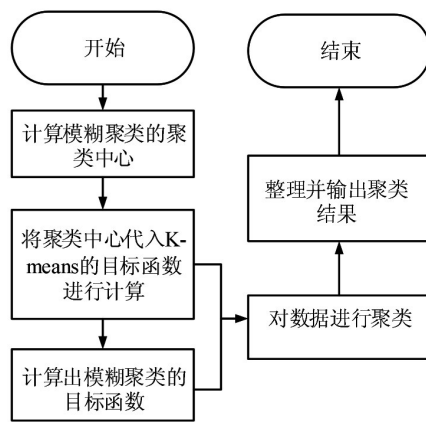 开始
计算模糊聚类的聚
类中心
将聚类中心代入K-
means的目标函数
进行计算
计算出模糊聚类的
目标函数
对数据进行聚类
整理并输出聚类
结果
结束